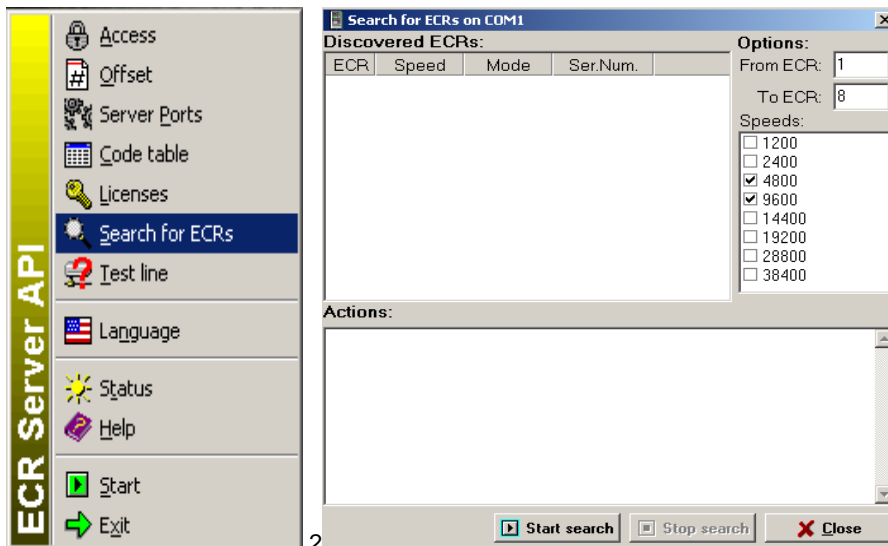 ECR Server API
Access
Offset
Server Ports
Code table
Licenses
Search for ECRs
Test line
Language
Status
Help
Start
Exit
2
Search for ECRs on COM1
Discovered ECRs:
ECR Speed Mode Ser.Num.
Options:
From ECR: 1
To ECR: 8
Speeds:
1200
2400
4800
9600
14400
19200
28800
38400
Actions:
Start search Stop search Close